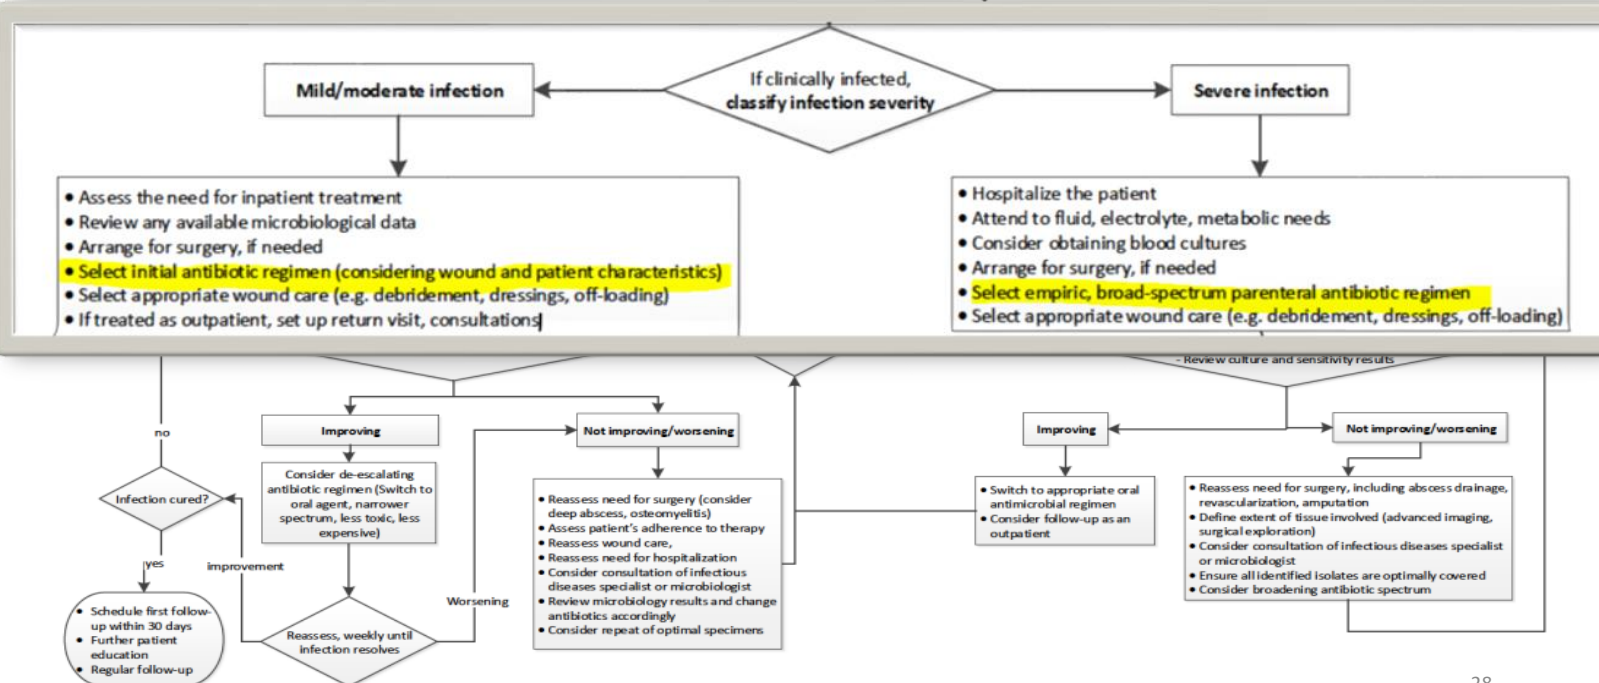 If clinically infected,
classify infection severity
Mild/moderate infection
Severe infection
• Assess the need for inpatient treatment
• Review any available microbiological data
• Arrange for surgery, if needed
• Select initial antibiotic regimen (considering wound and patient characteristics)
• Select appropriate wound care (e.g. debridement, dressings, off-loading)
• If treated as outpatient, set up return visit, consultations
• Hospitalize the patient
• Attend to fluid, electrolyte, metabolic needs
• Consider obtaining blood cultures
• Arrange for surgery, if needed
• Select empiric, broad-spectrum parenteral antibiotic regimen
• Select appropriate wound care (e.g. debridement, dressings, off-loading)
- Review culture and sensitivity results
no
Improving
Not improving/worsening
Consider de-escalating
antibiotic regimen (Switch to
oral agent, narrower
spectrum, less toxic, less
expensive)
Infection cured?
yes
improvement
Worsening
• Schedule first follow-
up within 30 days
• Further patient
education
• Regular follow-up
Reassess, weekly until
infection resolves
• Reassess need for surgery (consider
deep abscess, osteomyelitis)
• Assess patient's adherence to therapy
• Reassess wound care,
• Reassess need for hospitalization
• Consider consultation of infectious
diseases specialist or microbiologist
• Review microbiology results and change
antibiotics accordingly
• Consider repeat of optimal specimens
Improving
Not improving/worsening
• Switch to appropriate oral
antimicrobial regimen
• Consider follow-up as an
outpatient
• Reassess need for surgery, including abscess drainage,
revascularization, amputation
• Define extent of tissue involved (advanced imaging,
surgical exploration)
• Consider consultation of infectious diseases specialist
or microbiologist
• Ensure all identified isolates are optimally covered
• Consider broadening antibiotic spectrum